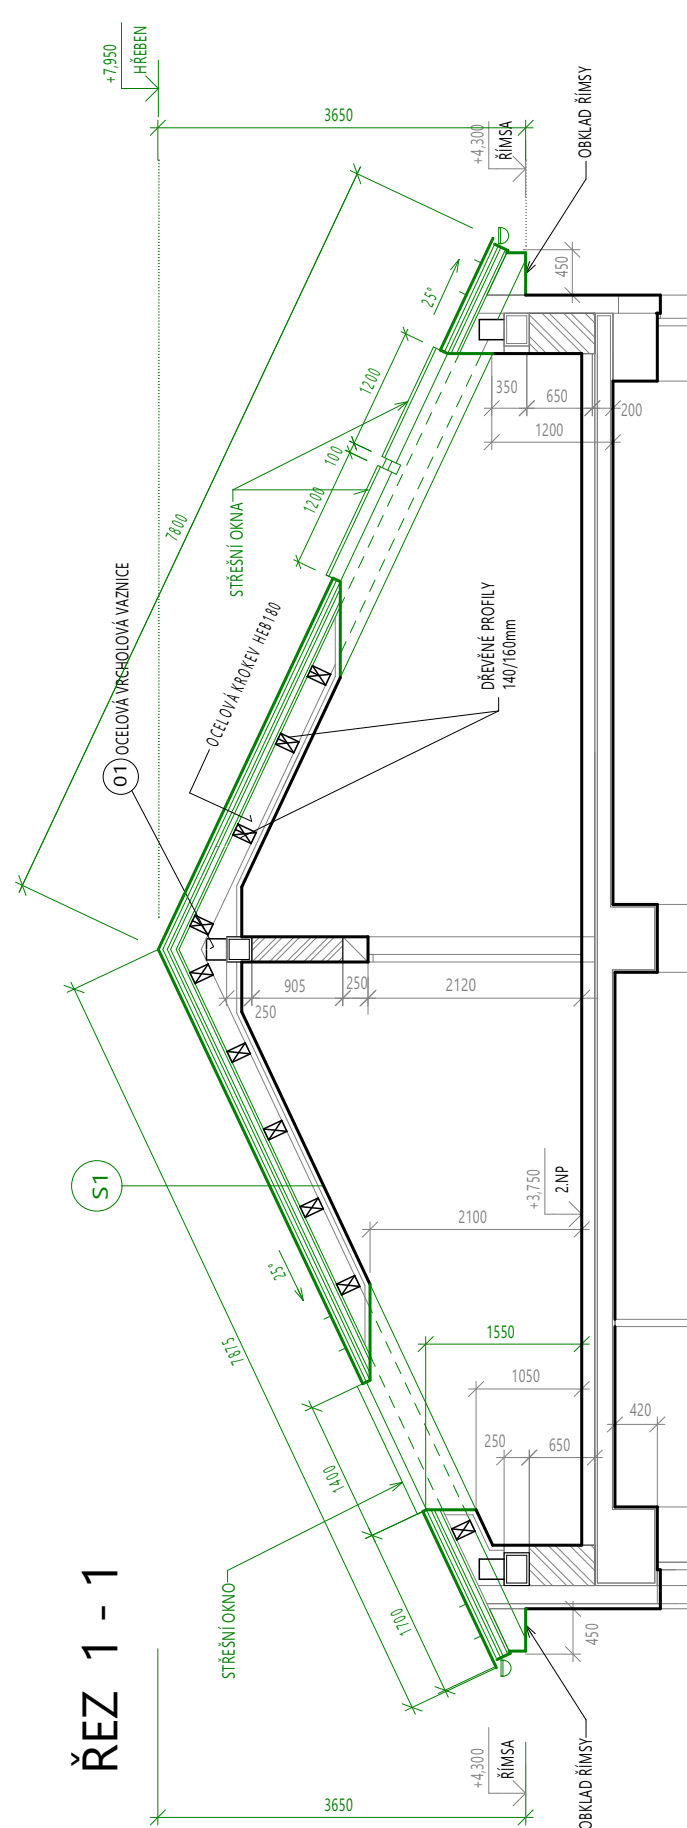 ŘEZ 1 - 1
3650
+4,300
ŘÍMSA
OBKLAD ŘÍMSY
STŘEŠNÍ OKNO
1700
1400
7875
450
25°
S1
250
650
1050
1550
2100
420
+3,750
2.NP
250
905
250
2120
01
OCELOVÁ VRCHOLOVÁ VAZNICE
OCELOVÁ KROKEV HEB180
DŘEVĚNÉ PROFILY
140/160mm
7800
STŘEŠNÍ OKNA
1200
100
1200
25°
350
650
200
1200
450
+7,950
HŘEBEN
3650
+4,300
ŘÍMSA
OBKLAD ŘÍMSY